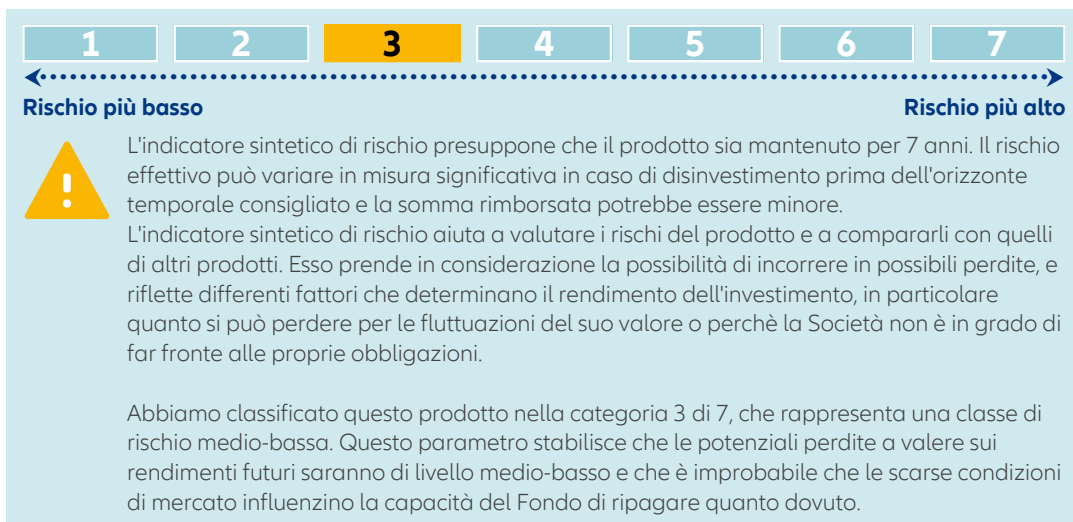 1 2 3 4 5 6 7
Rischio più basso Rischio più alto
L'indicatore sintetico di rischio presuppone che il prodotto sia mantenuto per 7 anni. Il rischio
effettivo può variare in misura significativa in caso di disinvestimento prima dell'orizzonte
temporale consigliato e la somma rimborsata potrebbe essere minore.
L'indicatore sintetico di rischio aiuta a valutare i rischi del prodotto e a compararli con quelli
di altri prodotti. Esso prende in considerazione la possibilità di incorrere in possibili perdite, e
riflette differenti fattori che determinano il rendimento dell'investimento, in particolare
quanto si può perdere per le fluttuazioni del suo valore o perchè la Società non è in grado di
far fronte alle proprie obbligazioni.
Abbiamo classificato questo prodotto nella categoria 3 di 7, che rappresenta una classe di
rischio medio-bassa. Questo parametro stabilisce che le potenziali perdite a valere sui
rendimenti futuri saranno di livello medio-basso e che è improbabile che le scarse condizioni
di mercato influenzino la capacità del Fondo di ripagare quanto dovuto.